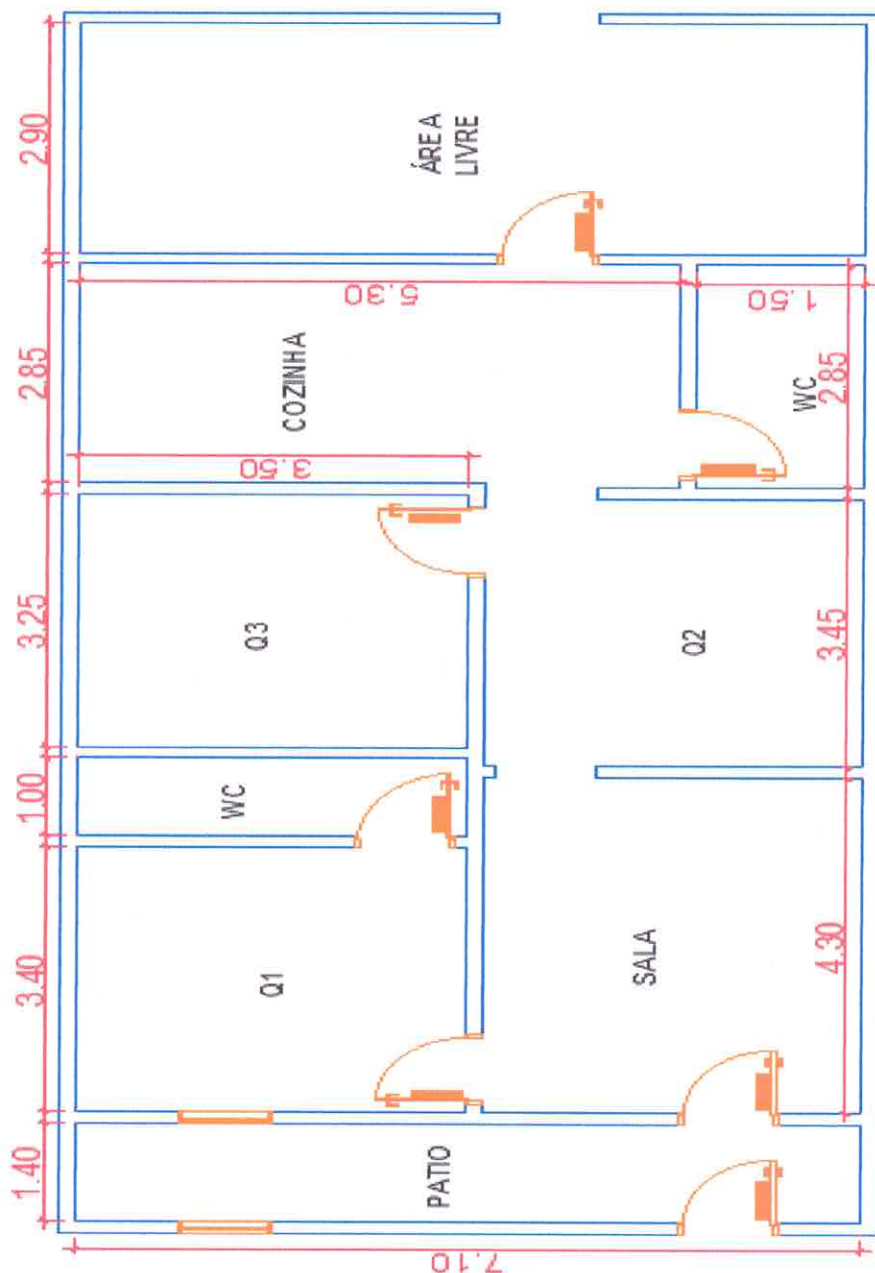 1.40
3.40
1.00
3.25
2.85
2.90
Q1
WC
Q3
COZINHA
3.50
5.30
PATIO
ÁREA
LIVRE
7.10
SALA
Q2
WC
1.50
4.30
3.45
2.85